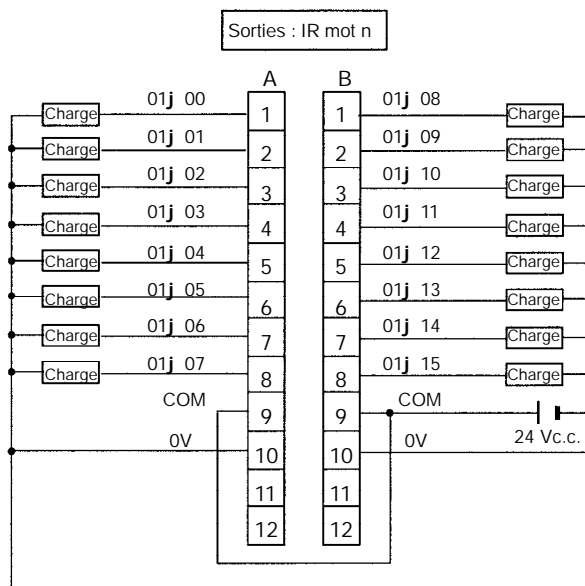 Sorties : IR mot n
A B
Charge 01j 00 1 1 01j 08 Charge
Charge 01j 01 2 2 01j 09 Charge
Charge 01j 02 3 3 01j 10 Charge
Charge 01j 03 4 4 01j 11 Charge
Charge 01j 04 5 5 01j 12 Charge
Charge 01j 05 6 6 01j 13 Charge
Charge 01j 06 7 7 01j 14 Charge
Charge 01j 07 8 8 01j 15 Charge
COM 9 9 COM
24 Vc.c.
0V 10 10 0V
11 11
12 12